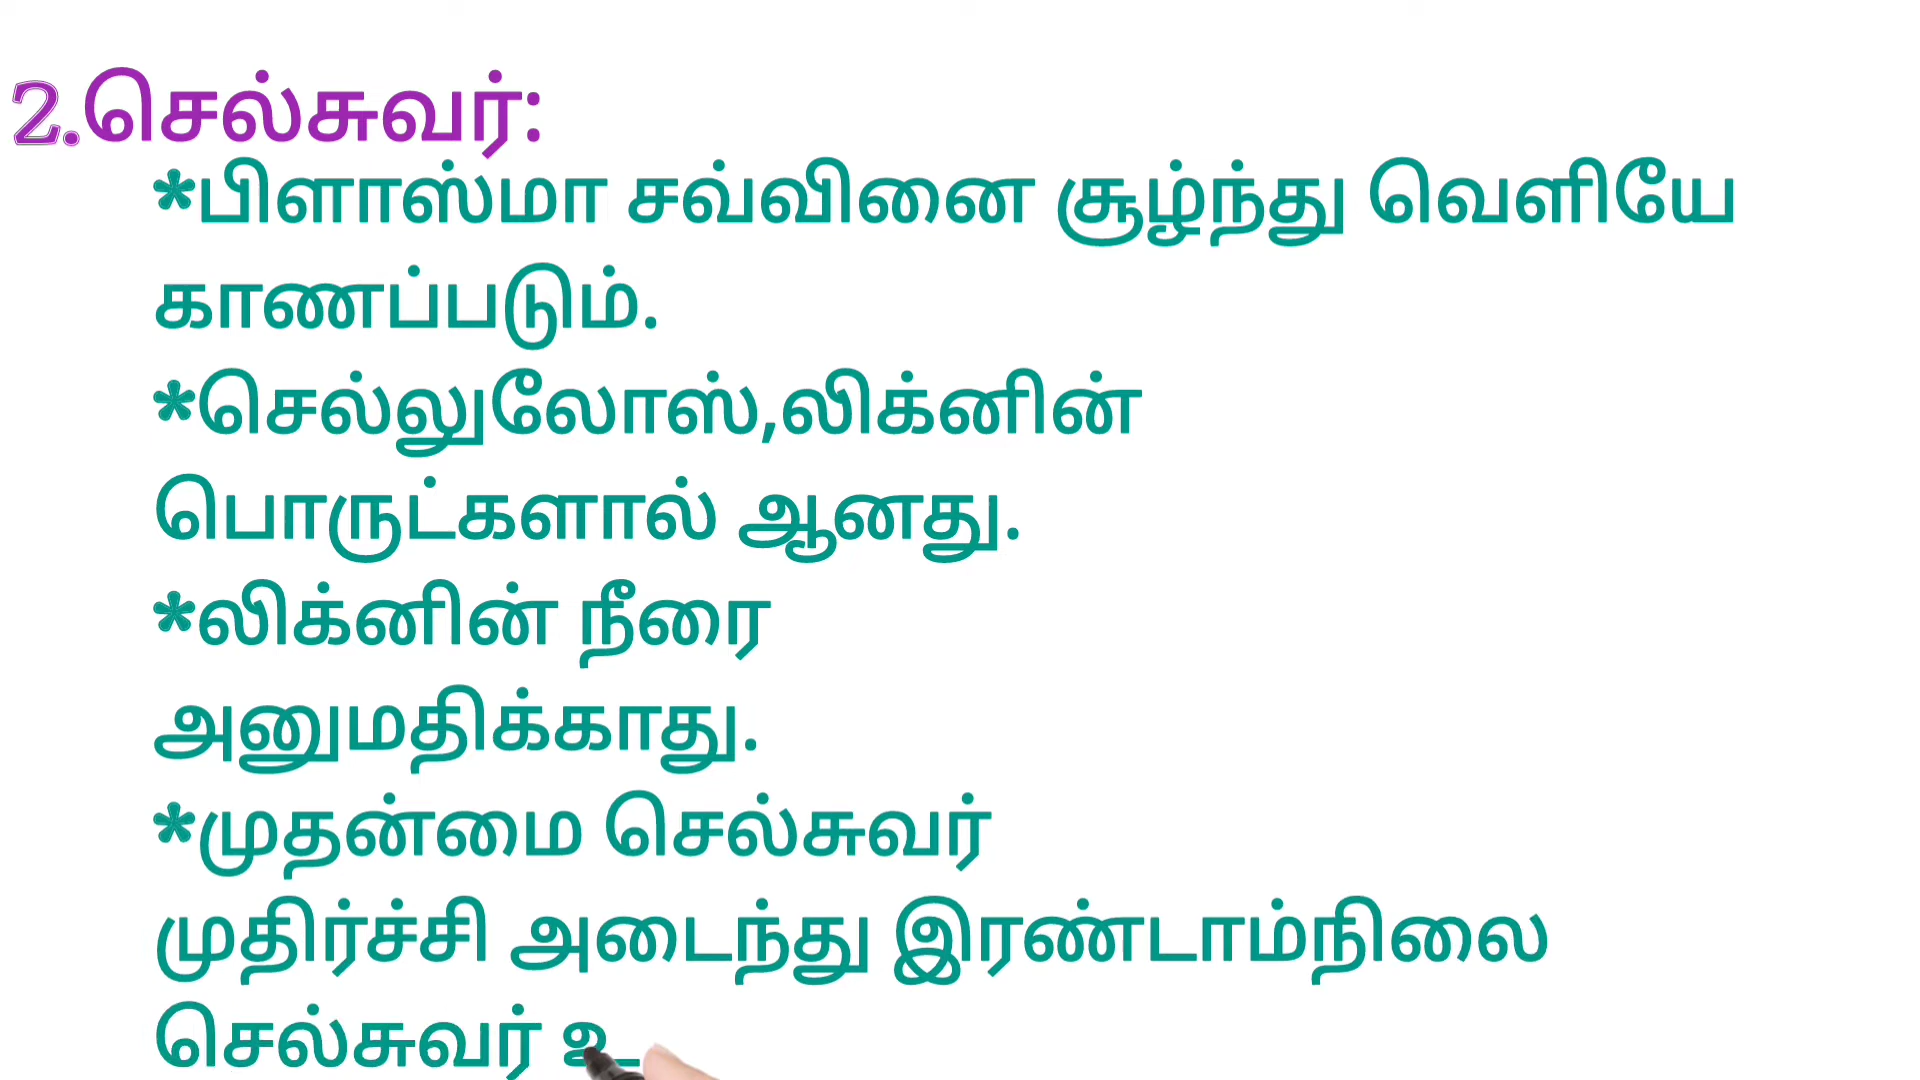 2.செல்சுவர்:
*பிளாஸ்மா சவ்வினை சூழ்ந்து வெளியே
காணப்படும்.
*செல்லுலோஸ்,லிக்னின்
பொருட்களால் ஆனது.
*லிக்னின் நீரை
அனுமதிக்காது.
*முதன்மை செல்சுவர்
முதிர்ச்சி அடைந்து இரண்டாம்நிலை
செல்சுவர் உ